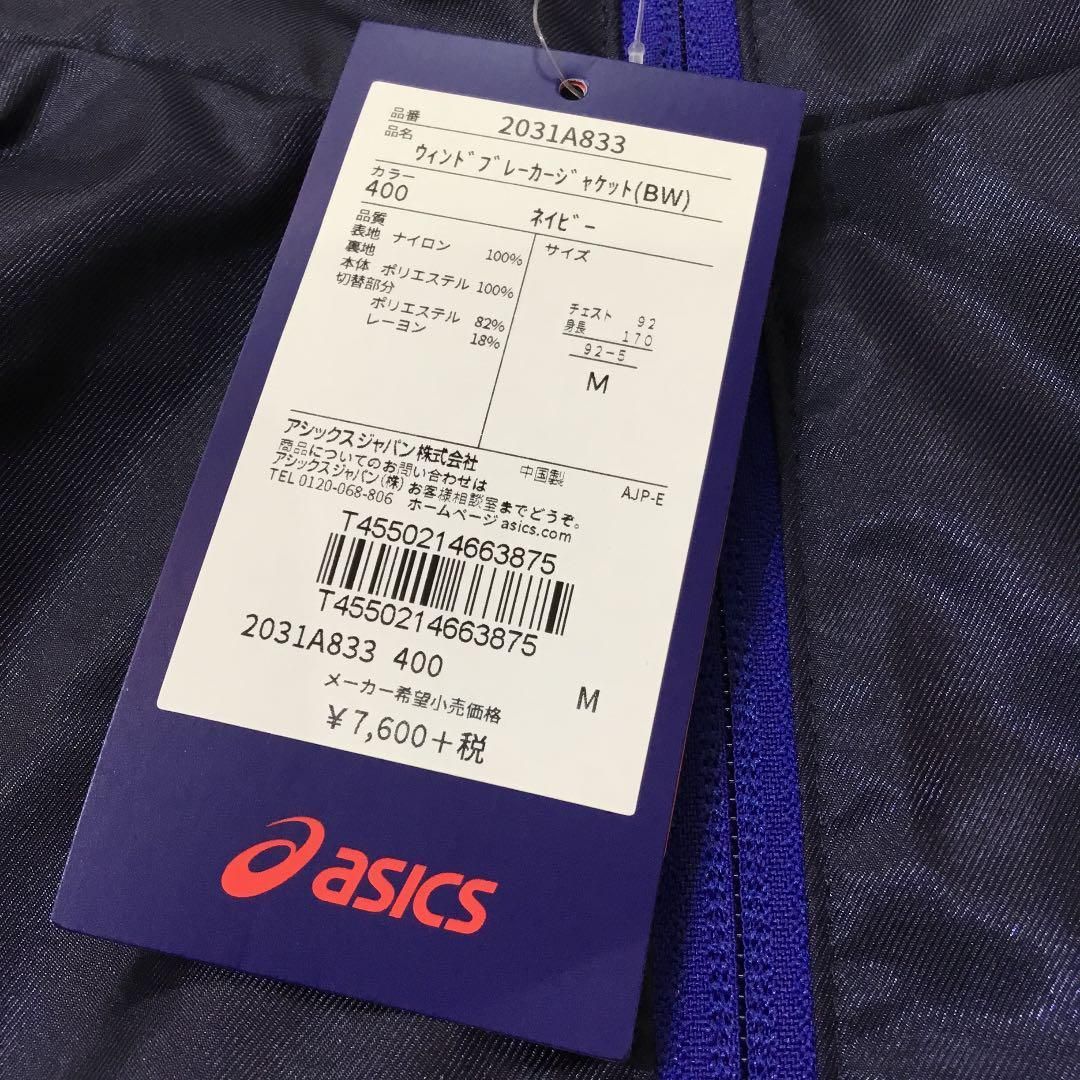 品番 2031A833
品名
ウィンドブレーカージャケット(BW)
カラー
400 ネイビー
品質
表地 ナイロン 100%
裏地
本体 ポリエステル 100%
切替部分
ポリエステル 82%
レーヨン 18%
サイズ
チェスト 92
身長 170
92-5
M
アシックスジャパン株式会社 中国製 AJP-E
商品についてのお問い合わせは
アシックスジャパン(株)お客様相談室までどうぞ。
TEL 0120-068-806 ホームページ asics.com
T4550214663875
T4550214663875
2031A833 400 M
メーカー希望小売価格
¥7,600+税
asics